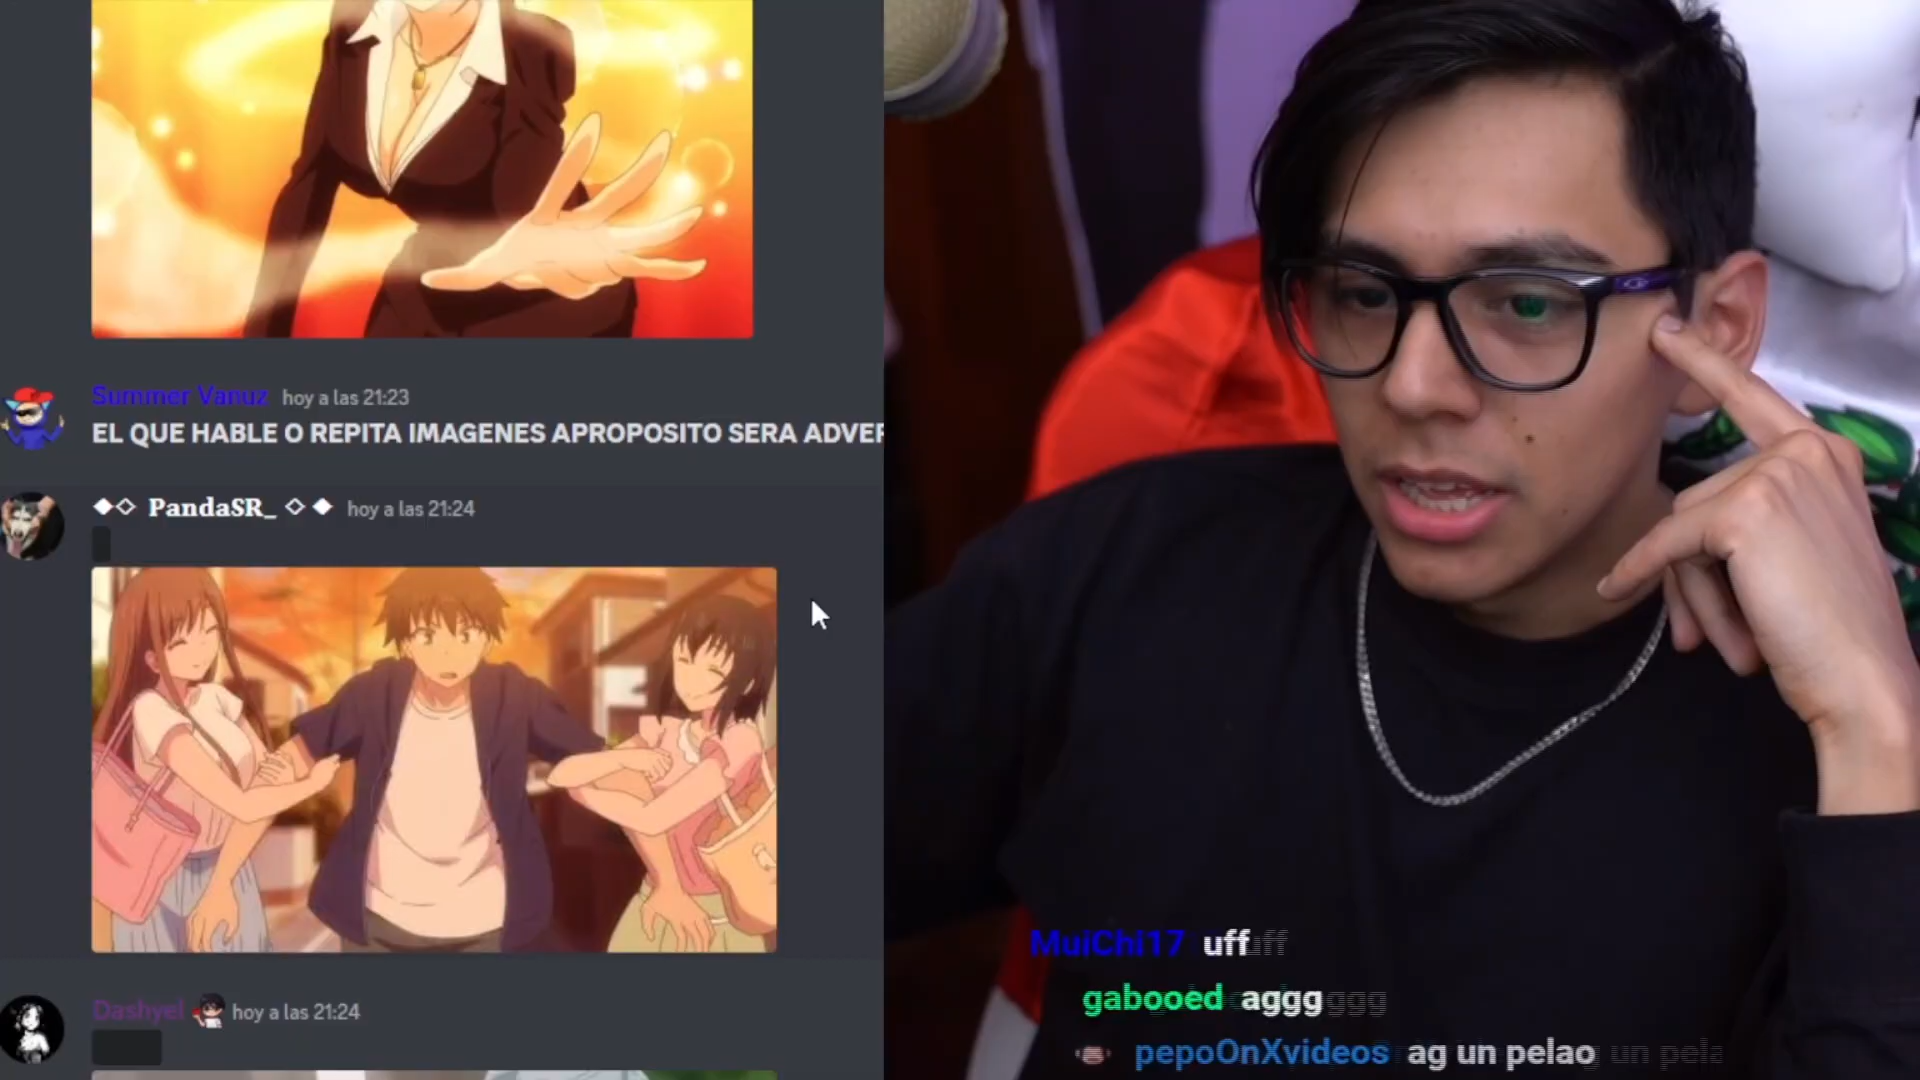 Summer Vanuz hoy a las 21:23
EL QUE HABLE O REPITA IMAGENES APROPOSITO SERA ADVER
◆◇ PandaSR_ ◇◆ hoy a las 21:24
Dashyel hoy a las 21:24
MuiChi17 uff
gabooed aggg
pepoOnXvideos ag un pelao